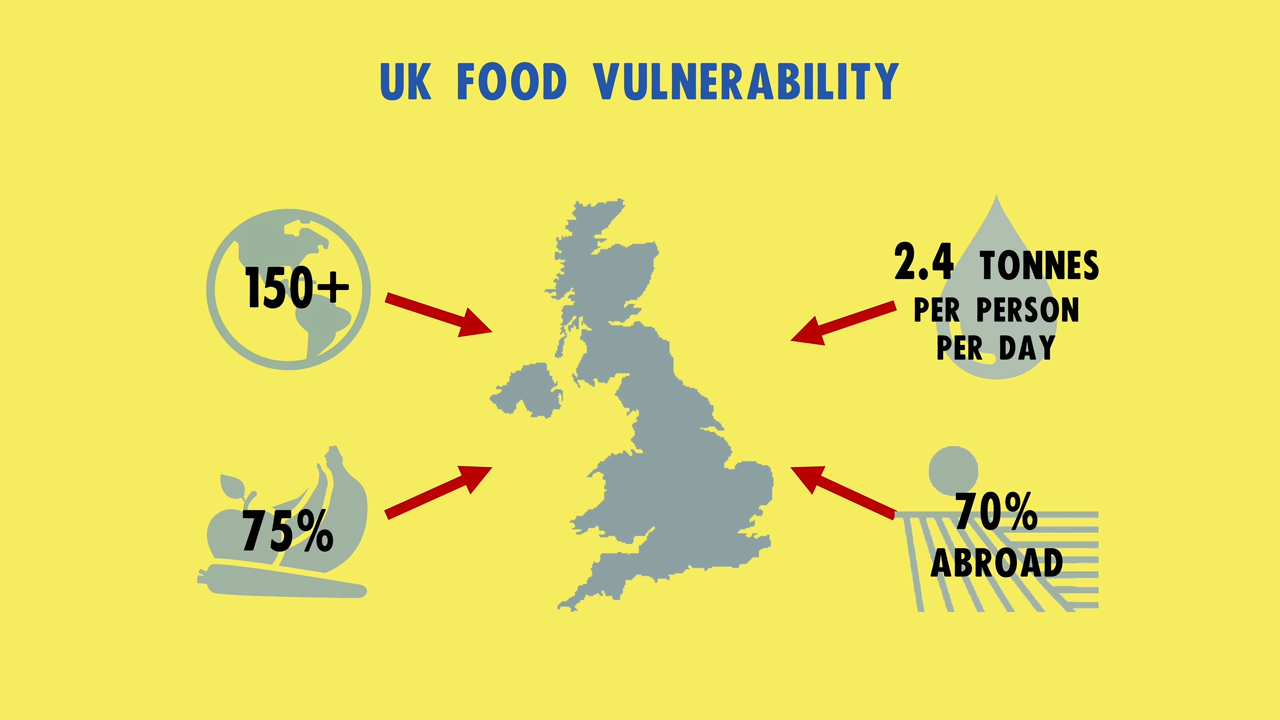 UK FOOD VULNERABILITY
150+
2.4 TONNES
PER PERSON
PER DAY
75%
70%
ABROAD